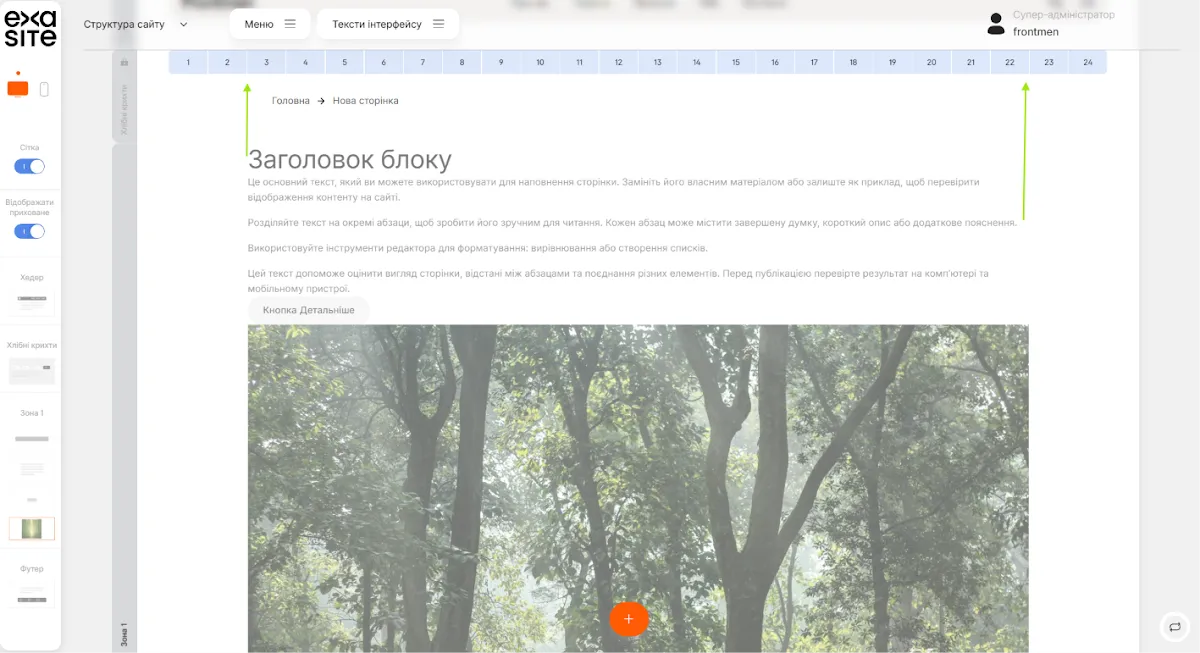 exa
SITE
Структура сайту
Меню
Тексти інтерфейсу
Супер-адміністратор
frontmen
1 2 3 4 5 6 7 8 9 10 11 12 13 14 15 16 17 18 19 20 21 22 23 24
Хлібні крихти
Головна → Нова сторінка
Сітка
Відображати
приховане
Хедер
Хлібні крихти
Зона 1
Футер
Заголовок блоку
Це основний текст, який ви можете використовувати для наповнення сторінки. Замініть його власним матеріалом або залиште як приклад, щоб перевірити
відображення контенту на сайті.
Розділяйте текст на окремі абзаци, щоб зробити його зручним для читання. Кожен абзац може містити завершену думку, короткий опис або додаткове пояснення.
Використовуйте інструменти редактора для форматування: вирівнювання або створення списків.
Цей текст допоможе оцінити вигляд сторінки, відстані між абзацами та поєднання різних елементів. Перед публікацією перевірте результат на комп'ютері та
мобільному пристрої.
Кнопка Детальніше
Зона 1